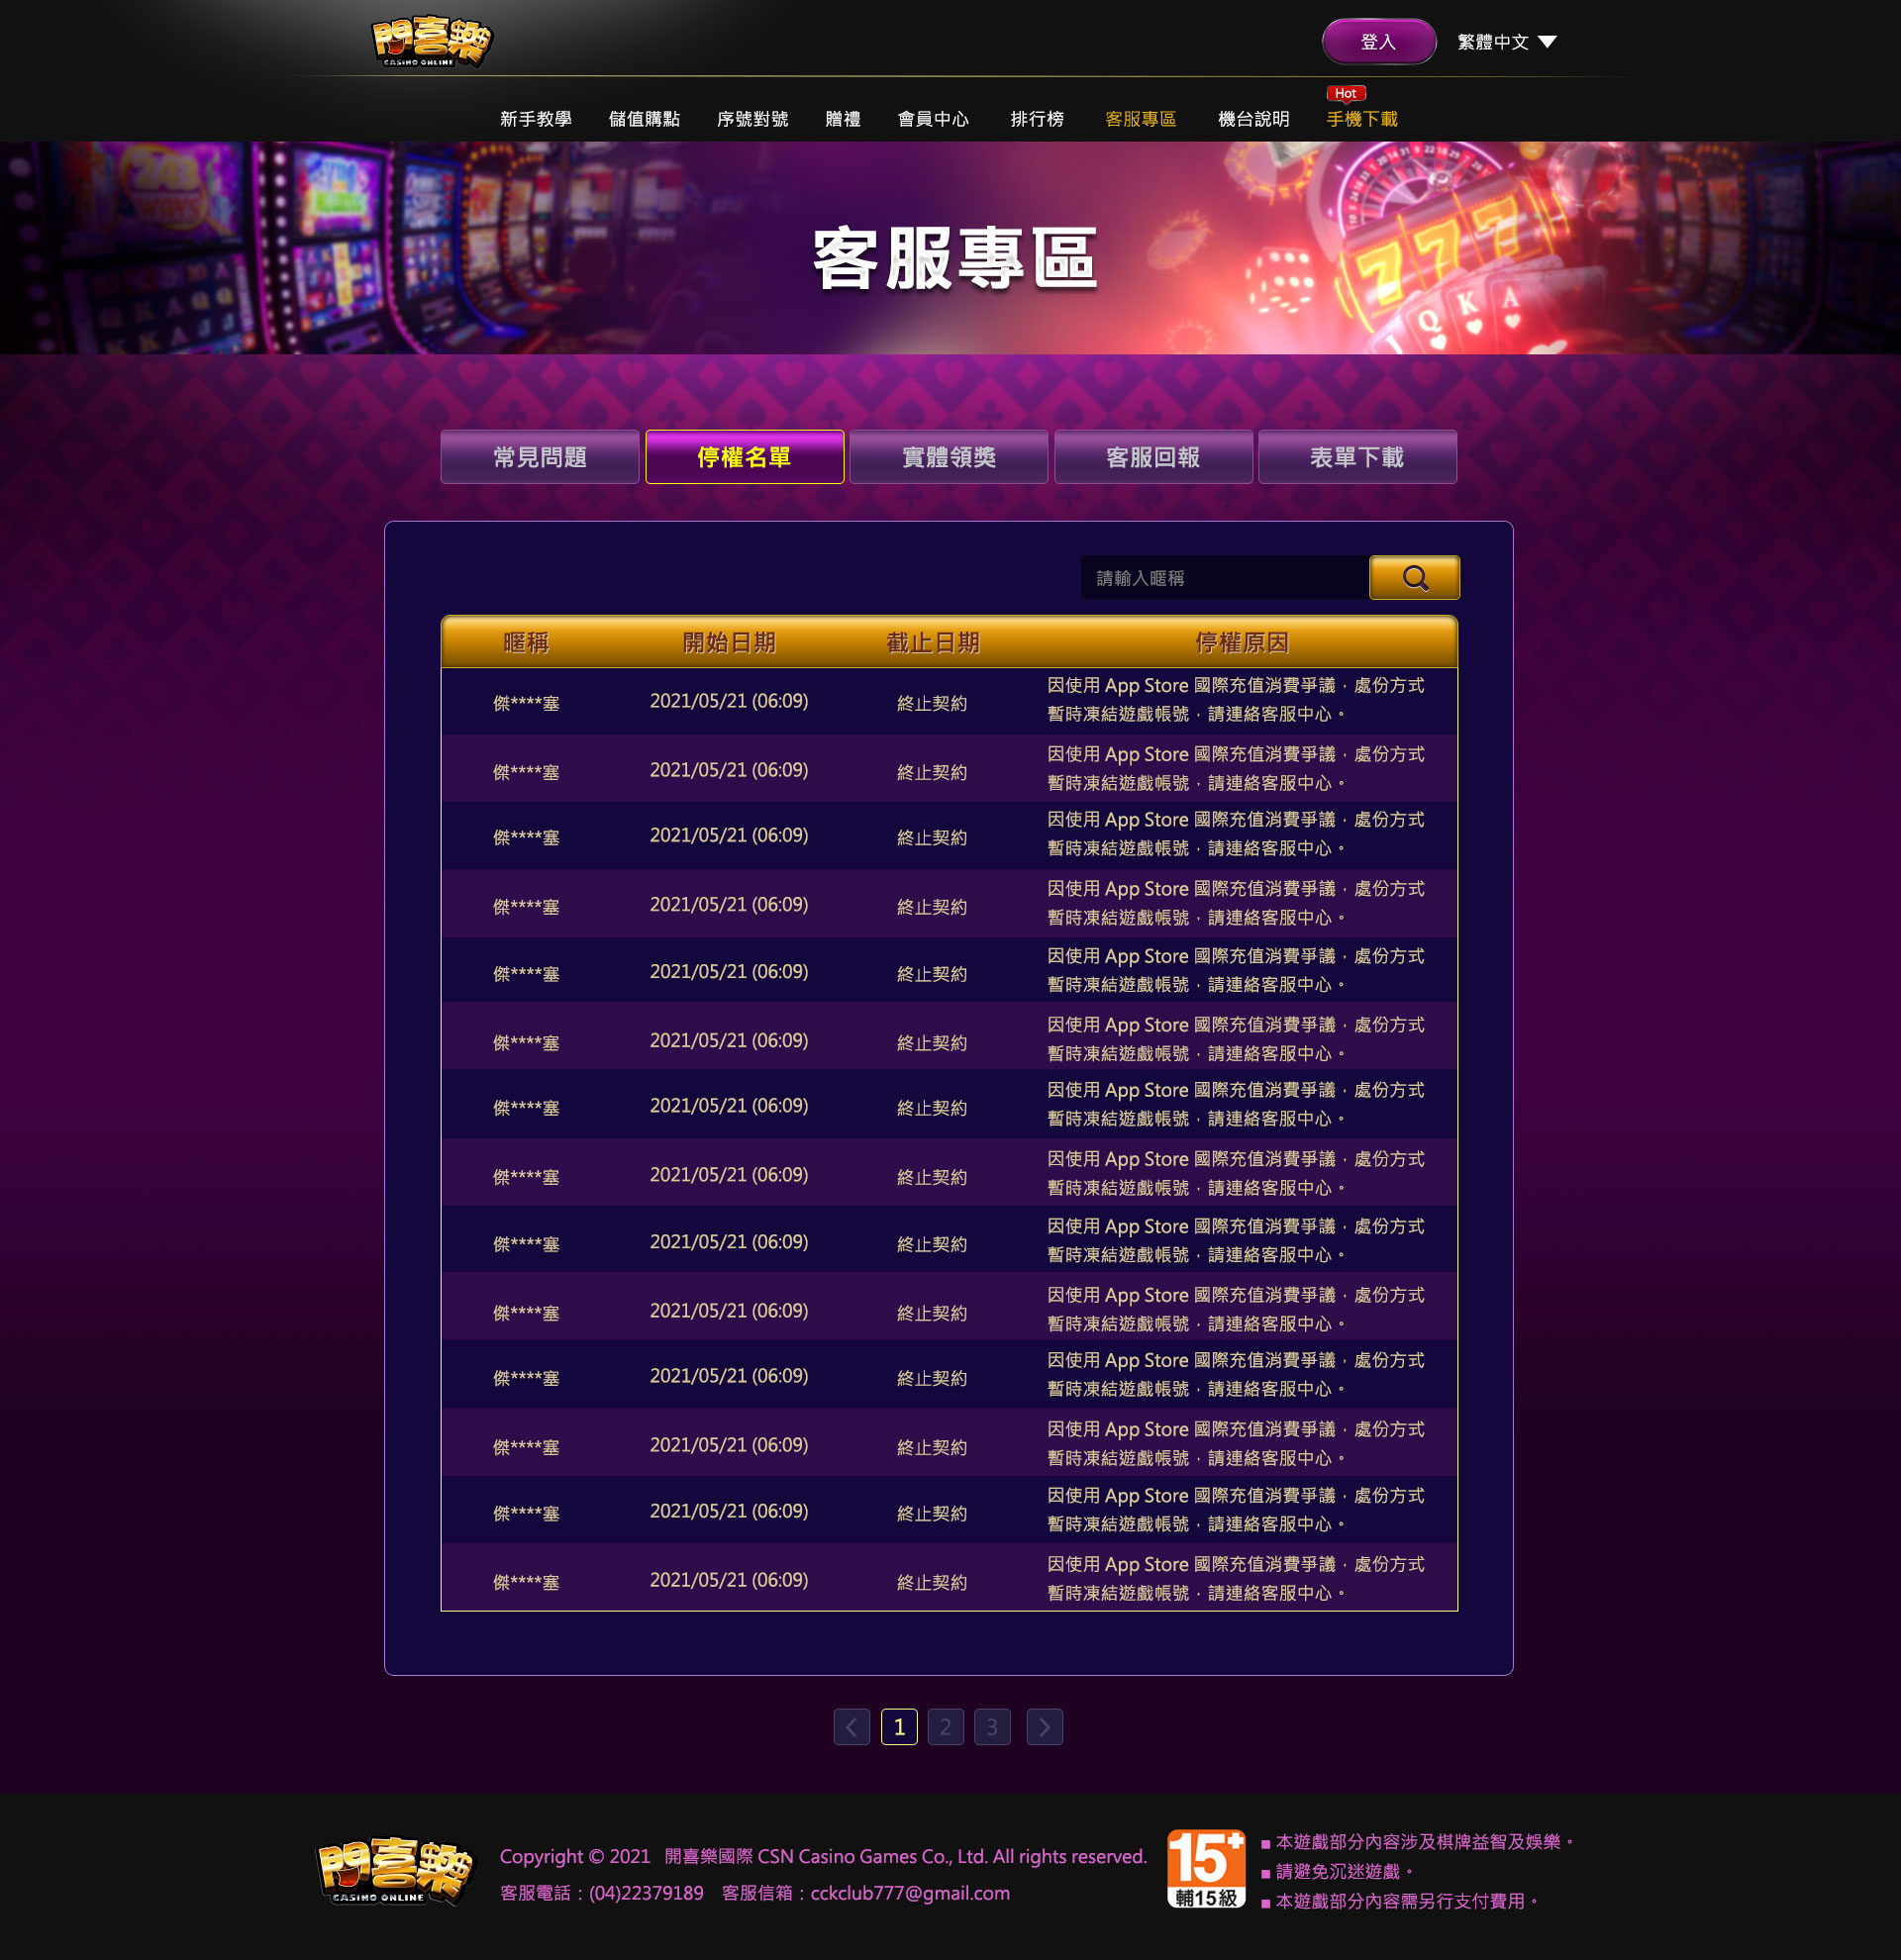 開喜樂
CASINO ONLINE
登入
繁體中文
Hot
新手教學 儲值購點 序號對號 贈禮 會員中心 排行榜 客服專區 機台說明 手機下載
客服專區
常見問題 停權名單 實體領獎 客服回報 表單下載
請輸入暱稱
暱稱 開始日期 截止日期 停權原因
傑****塞 2021/05/21 (06:09) 終止契約 因使用 App Store 國際充值消費爭議，處份方式
暫時凍結遊戲帳號，請連絡客服中心。
傑****塞 2021/05/21 (06:09) 終止契約 因使用 App Store 國際充值消費爭議，處份方式
暫時凍結遊戲帳號，請連絡客服中心。
傑****塞 2021/05/21 (06:09) 終止契約 因使用 App Store 國際充值消費爭議，處份方式
暫時凍結遊戲帳號，請連絡客服中心。
傑****塞 2021/05/21 (06:09) 終止契約 因使用 App Store 國際充值消費爭議，處份方式
暫時凍結遊戲帳號，請連絡客服中心。
傑****塞 2021/05/21 (06:09) 終止契約 因使用 App Store 國際充值消費爭議，處份方式
暫時凍結遊戲帳號，請連絡客服中心。
傑****塞 2021/05/21 (06:09) 終止契約 因使用 App Store 國際充值消費爭議，處份方式
暫時凍結遊戲帳號，請連絡客服中心。
傑****塞 2021/05/21 (06:09) 終止契約 因使用 App Store 國際充值消費爭議，處份方式
暫時凍結遊戲帳號，請連絡客服中心。
傑****塞 2021/05/21 (06:09) 終止契約 因使用 App Store 國際充值消費爭議，處份方式
暫時凍結遊戲帳號，請連絡客服中心。
傑****塞 2021/05/21 (06:09) 終止契約 因使用 App Store 國際充值消費爭議，處份方式
暫時凍結遊戲帳號，請連絡客服中心。
傑****塞 2021/05/21 (06:09) 終止契約 因使用 App Store 國際充值消費爭議，處份方式
暫時凍結遊戲帳號，請連絡客服中心。
傑****塞 2021/05/21 (06:09) 終止契約 因使用 App Store 國際充值消費爭議，處份方式
暫時凍結遊戲帳號，請連絡客服中心。
傑****塞 2021/05/21 (06:09) 終止契約 因使用 App Store 國際充值消費爭議，處份方式
暫時凍結遊戲帳號，請連絡客服中心。
傑****塞 2021/05/21 (06:09) 終止契約 因使用 App Store 國際充值消費爭議，處份方式
暫時凍結遊戲帳號，請連絡客服中心。
傑****塞 2021/05/21 (06:09) 終止契約 因使用 App Store 國際充值消費爭議，處份方式
暫時凍結遊戲帳號，請連絡客服中心。
1 2 3
開喜樂
CASINO ONLINE
Copyright © 2021 開喜樂國際 CSN Casino Games Co., Ltd. All rights reserved.
客服電話：(04)22379189 客服信箱：cckclub777@gmail.com
15+
輔15級
■ 本遊戲部分內容涉及棋牌益智及娛樂。
■ 請避免沉迷遊戲。
■ 本遊戲部分內容需另行支付費用。